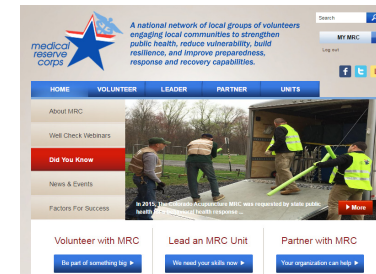 medical
reserve
corps
A national network of local groups of volunteers
engaging local communities to strengthen
public health, reduce vulnerability, build
resilience, and improve preparedness,
response and recovery capabilities.
Search
MY MRC
Log out
HOME VOLUNTEER LEADER PARTNER UNITS
About MRC
Well Check Webinars
Did You Know
News & Events
Factors For Success
In 2015, The Colorado Acupuncture MRC, was requested by state public
health response ...
More
Volunteer with MRC
Lead an MRC Unit
Partner with MRC
Be part of something big
We need your skills now
Your organization can help